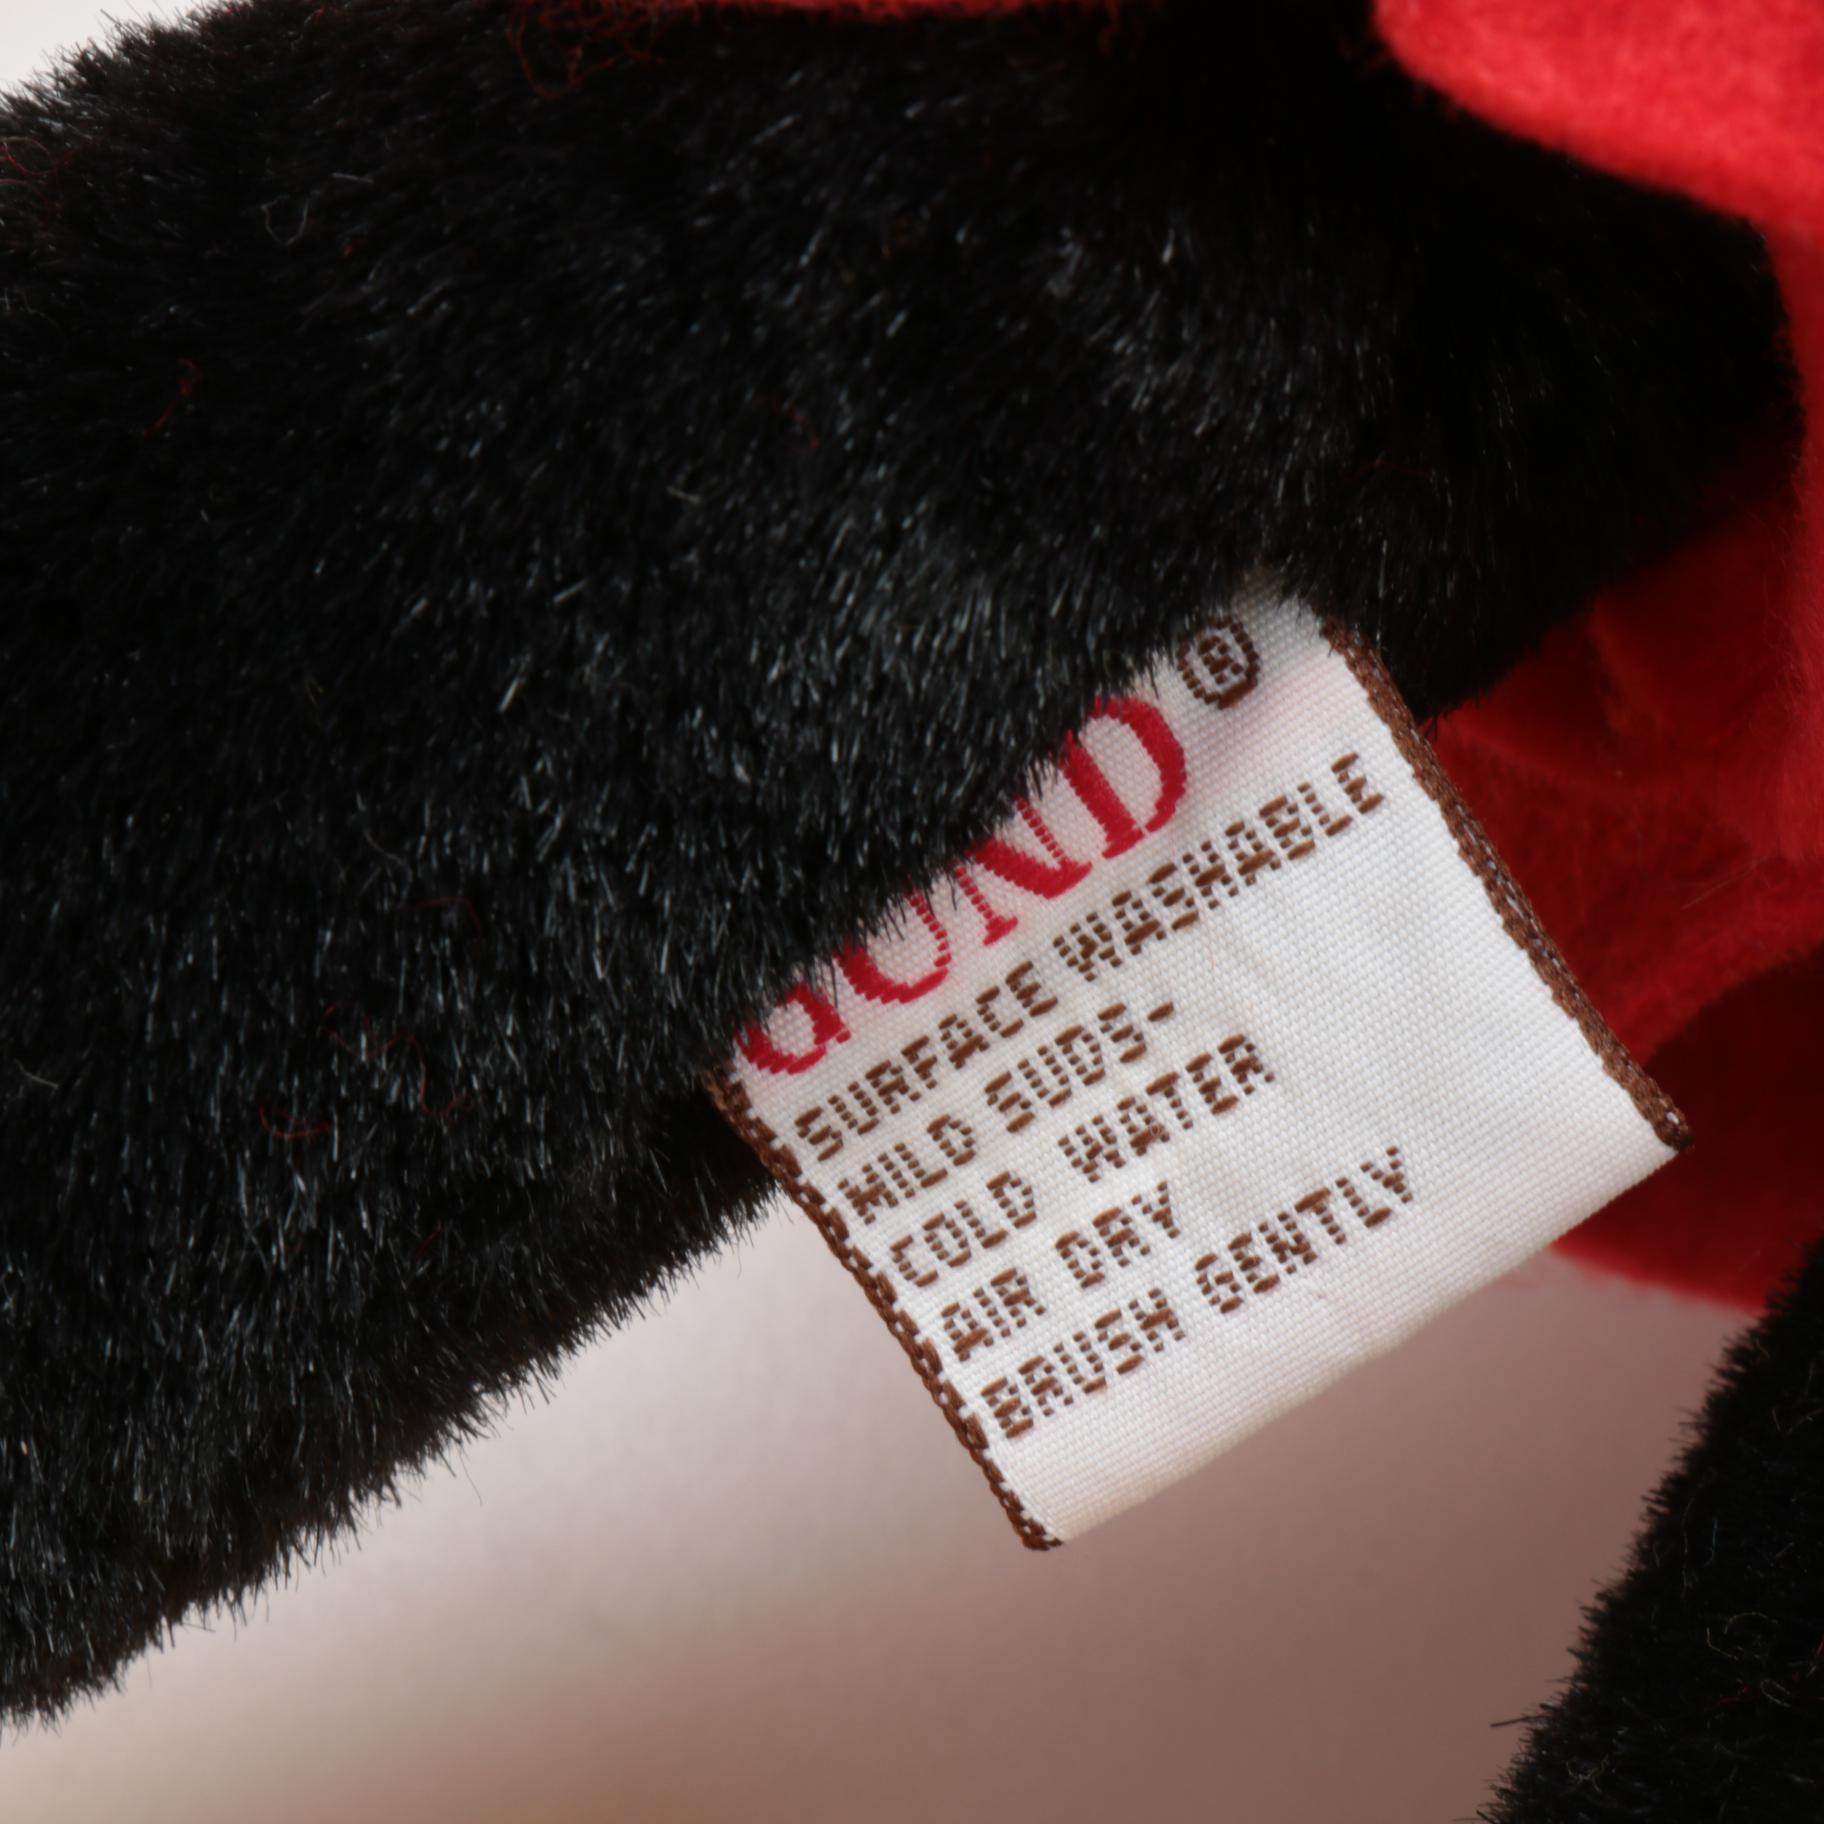 GUND®
SURFACE WASHABLE
MILD SUDS-
COLD WATER
AIR DRY
BRUSH GENTLY